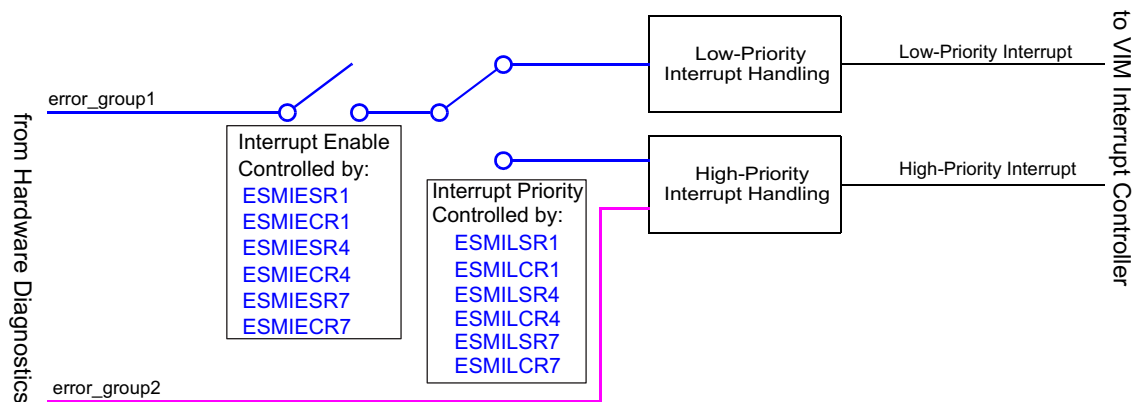 from Hardware Diagnostics
error_group1
Interrupt Enable
Controlled by:
ESMIESR1
ESMIECR1
ESMIESR4
ESMIECR4
ESMIESR7
ESMIECR7
Interrupt Priority
Controlled by:
ESMILSR1
ESMILCR1
ESMILSR4
ESMILCR4
ESMILSR7
ESMILCR7
error_group2
Low-Priority
Interrupt Handling
Low-Priority Interrupt
High-Priority
Interrupt Handling
High-Priority Interrupt
to VIM Interrupt Controller